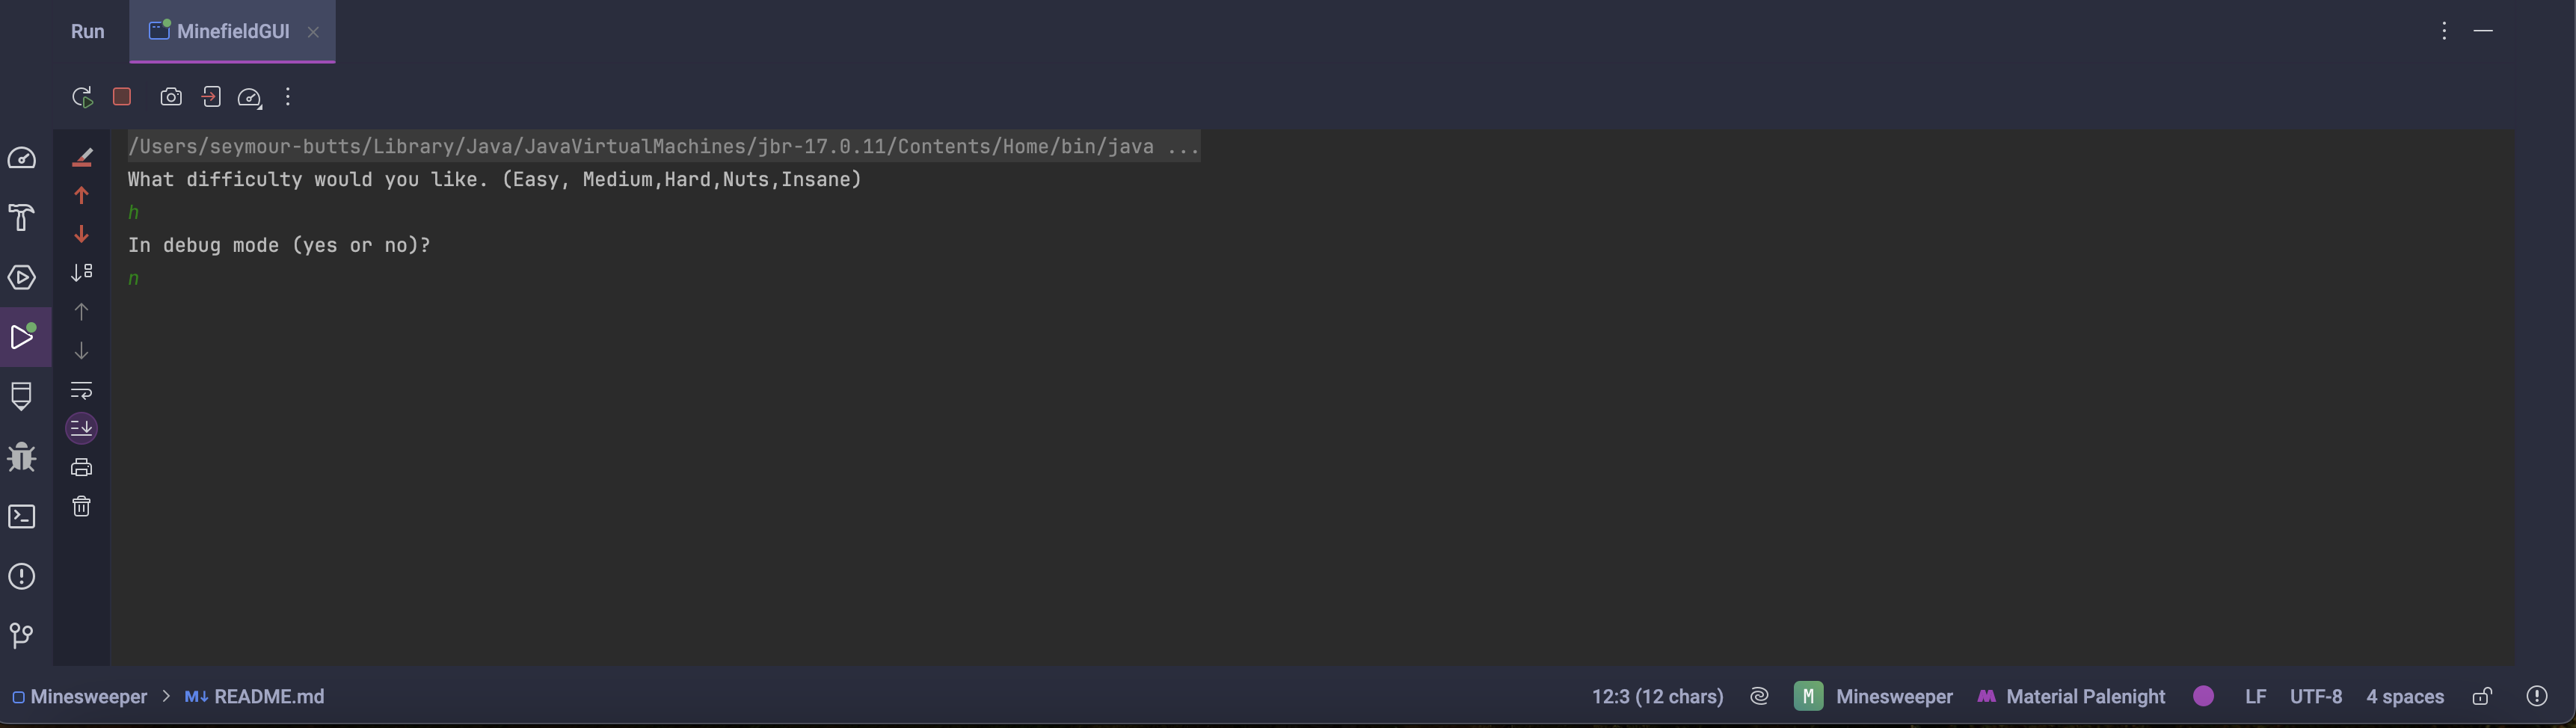 Run MinefieldGUI
/Users/seymour-butts/Library/Java/JavaVirtualMachines/jbr-17.0.11/Contents/Home/bin/java ...
What difficulty would you like. (Easy, Medium,Hard,Nuts,Insane)
h
In debug mode (yes or no)?
n
Minesweeper > M↓ README.md 12:3 (12 chars) M Minesweeper Material Palenight LF UTF-8 4 spaces